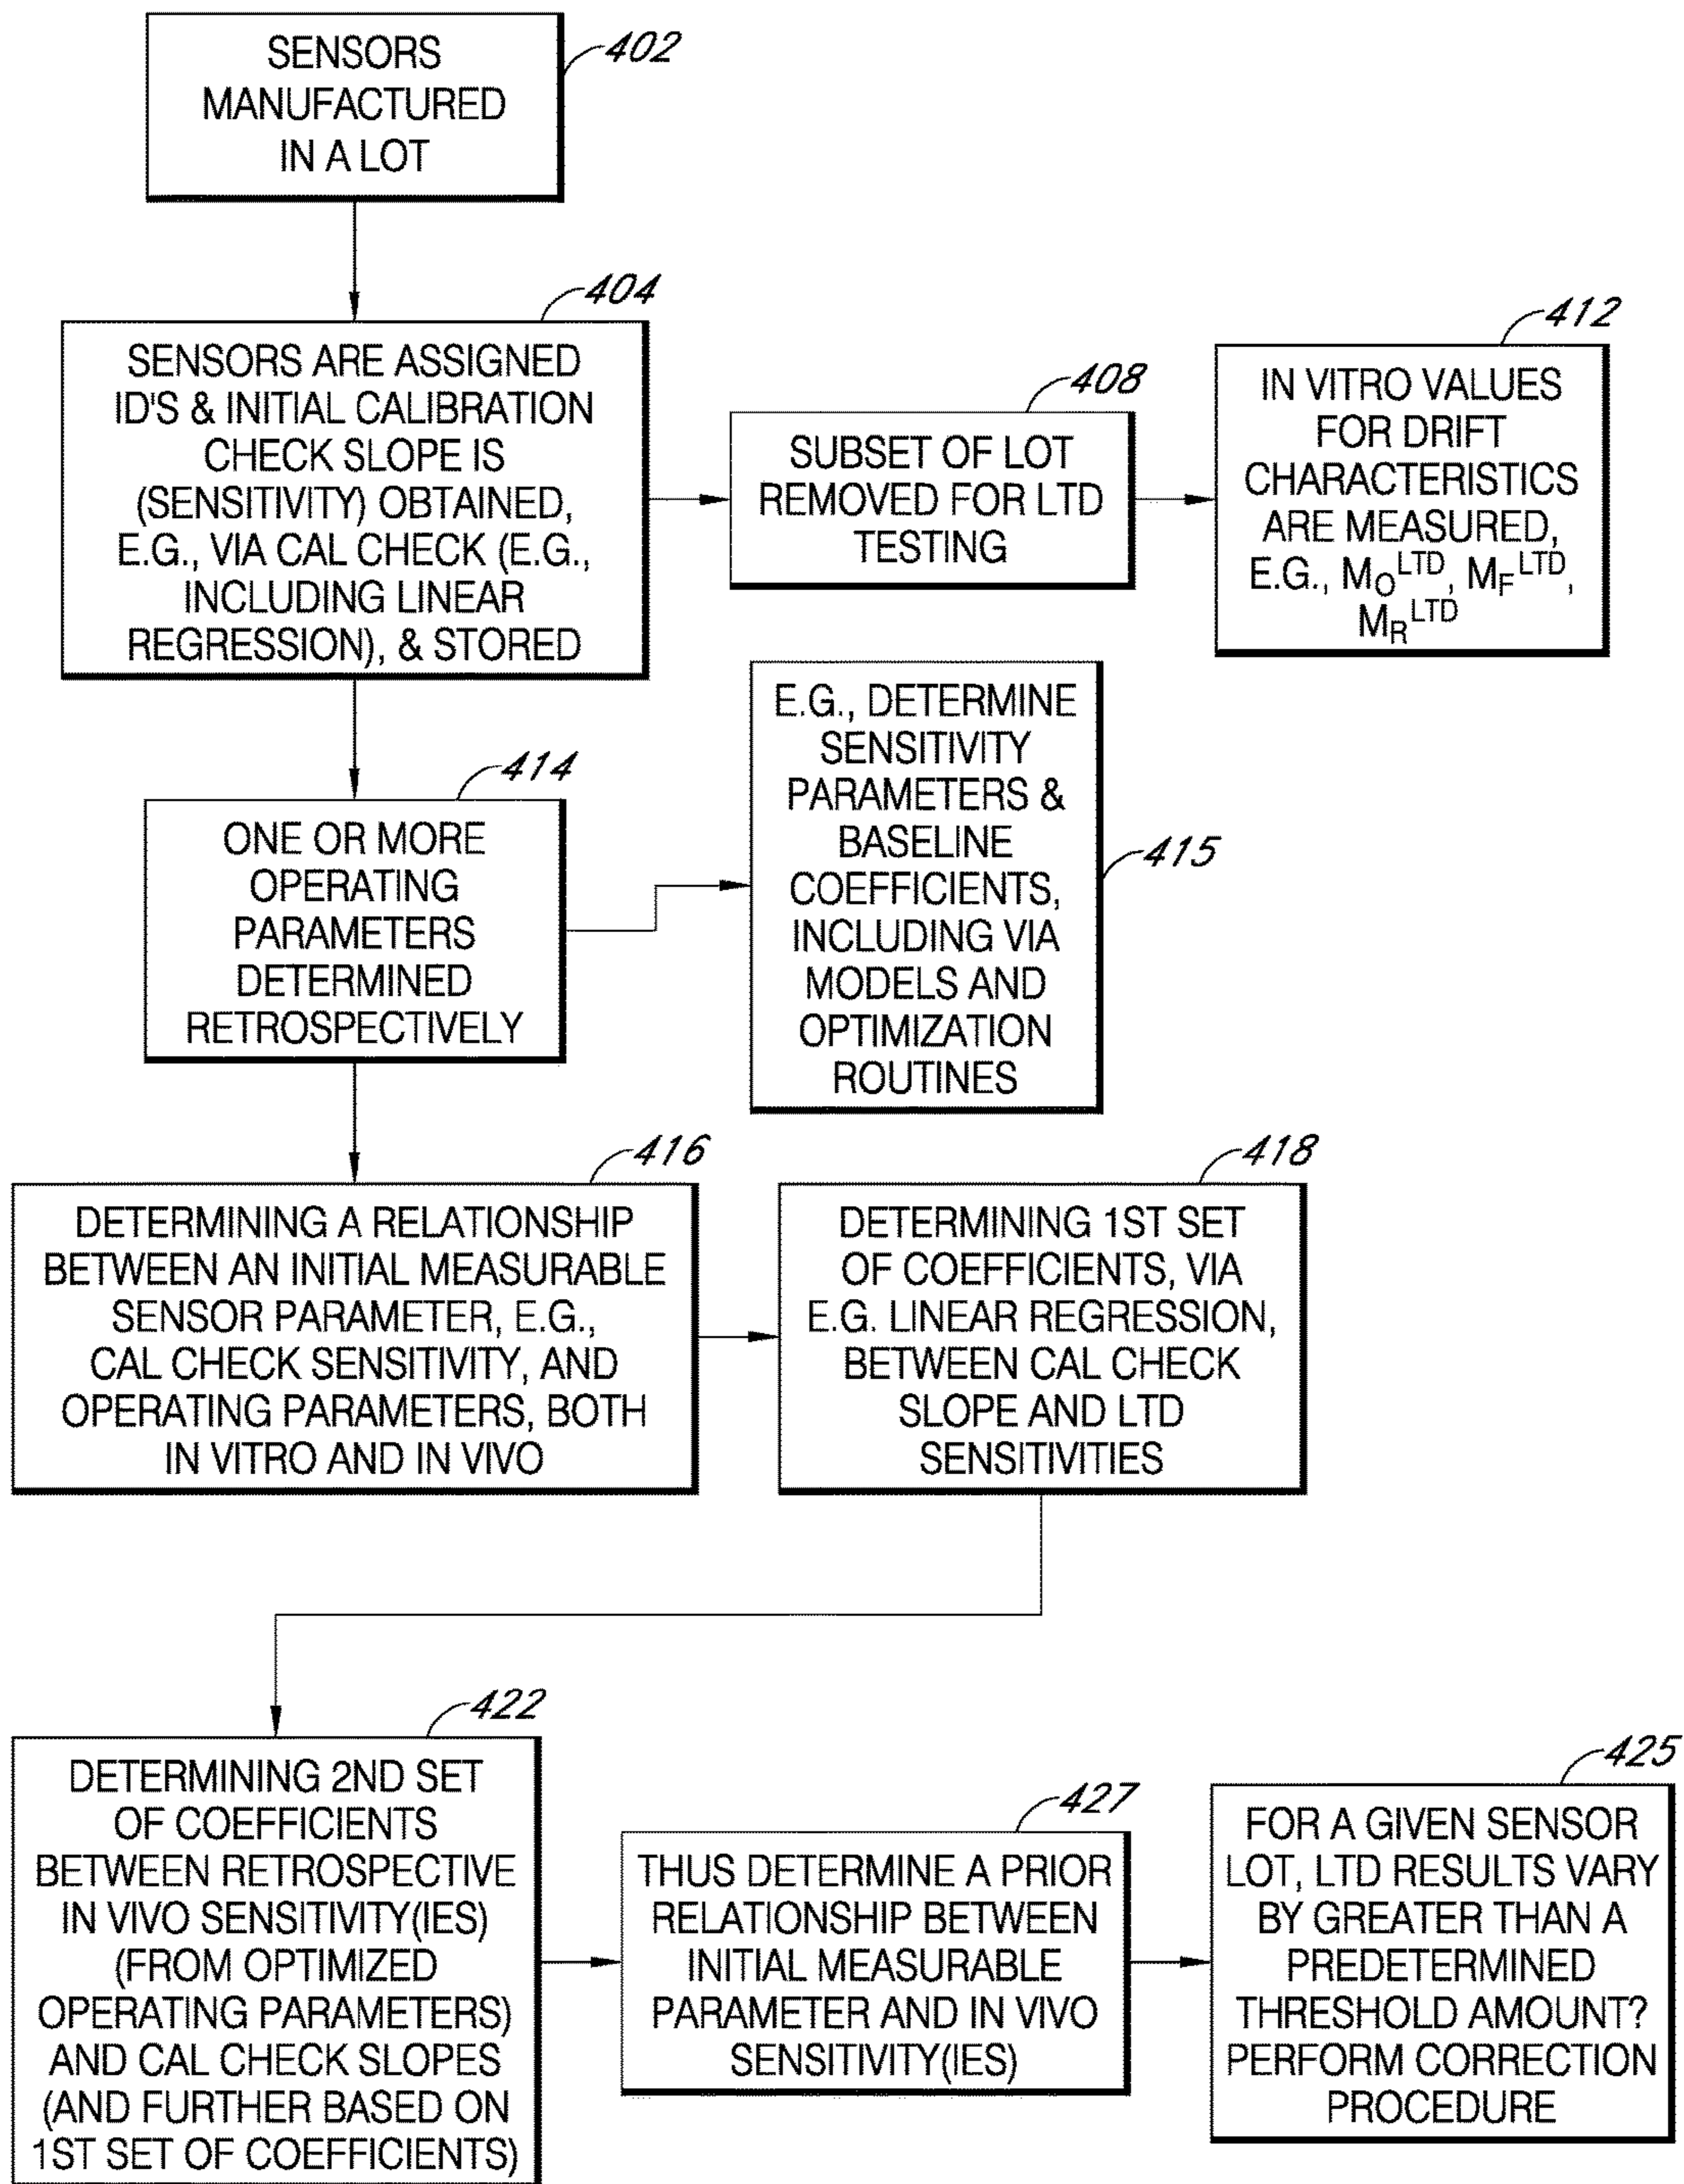 SENSORS
MANUFACTURED
IN A LOT
402
404
SENSORS ARE ASSIGNED
ID'S & INITIAL CALIBRATION
CHECK SLOPE IS
(SENSITIVITY) OBTAINED,
E.G., VIA CAL CHECK (E.G.,
INCLUDING LINEAR
REGRESSION), & STORED
408
SUBSET OF LOT
REMOVED FOR LTD
TESTING
412
IN VITRO VALUES
FOR DRIFT
CHARACTERISTICS
ARE MEASURED,
E.G., M_O^LTD, M_F^LTD,
M_R^LTD
414
ONE OR MORE
OPERATING
PARAMETERS
DETERMINED
RETROSPECTIVELY
E.G., DETERMINE
SENSITIVITY
PARAMETERS &
BASELINE
COEFFICIENTS,
INCLUDING VIA
MODELS AND
OPTIMIZATION
ROUTINES
415
416
DETERMINING A RELATIONSHIP
BETWEEN AN INITIAL MEASURABLE
SENSOR PARAMETER, E.G.,
CAL CHECK SENSITIVITY, AND
OPERATING PARAMETERS, BOTH
IN VITRO AND IN VIVO
418
DETERMINING 1ST SET
OF COEFFICIENTS, VIA
E.G. LINEAR REGRESSION,
BETWEEN CAL CHECK
SLOPE AND LTD
SENSITIVITIES
422
DETERMINING 2ND SET
OF COEFFICIENTS
BETWEEN RETROSPECTIVE
IN VIVO SENSITIVITY(IES)
(FROM OPTIMIZED
OPERATING PARAMETERS)
AND CAL CHECK SLOPES
(AND FURTHER BASED ON
1ST SET OF COEFFICIENTS)
427
THUS DETERMINE A PRIOR
RELATIONSHIP BETWEEN
INITIAL MEASURABLE
PARAMETER AND IN VIVO
SENSITIVITY(IES)
425
FOR A GIVEN SENSOR
LOT, LTD RESULTS VARY
BY GREATER THAN A
PREDETERMINED
THRESHOLD AMOUNT?
PERFORM CORRECTION
PROCEDURE